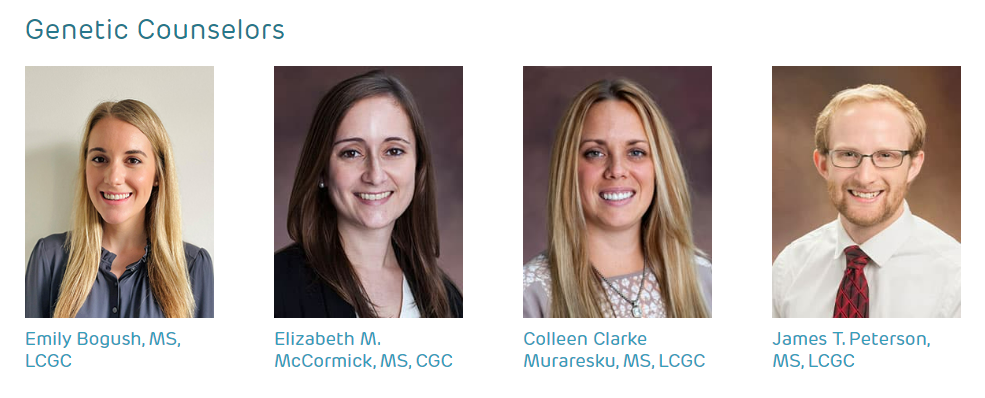 Genetic Counselors
Emily Bogush, MS,
LCGC
Elizabeth M.
McCormick, MS, CGC
Colleen Clarke
Muraresku, MS, LCGC
James T. Peterson,
MS, LCGC